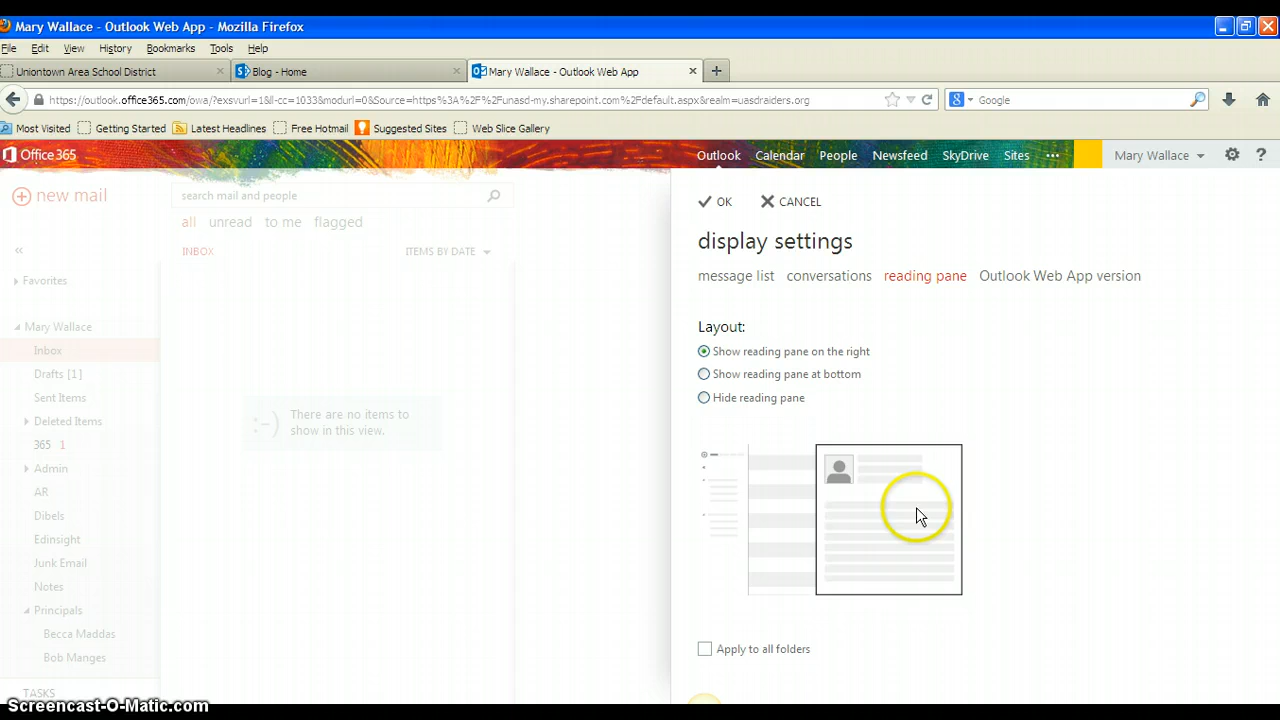 Mary Wallace - Outlook Web App - Mozilla Firefox
File Edit View History Bookmarks Tools Help
Uniontown Area School District Blog - Home Mary Wallace - Outlook Web App
https://outlook.office365.com/owa/?exsvurl=1&ll-cc=1033&modurl=0&Source=https%3A%2F%2Funasd-my.sharepoint.com%2Fdefault.aspx&realm=uasdraiders.org Google
Most Visited Getting Started Latest Headlines Free Hotmail Suggested Sites Web Slice Gallery
Office 365 Outlook Calendar People Newsfeed SkyDrive Sites ••• Mary Wallace ?
new mail
search mail and people
all unread to me flagged
INBOX ITEMS BY DATE
Favorites
Mary Wallace
Inbox
Drafts [1]
Sent Items
Deleted Items
365 1
Admin
AR
Dibels
Edinsight
Junk Email
Notes
Principals
Becca Maddas
Bob Manges
TASKS
:-)
There are no items to
show in this view.
OK CANCEL
display settings
message list conversations reading pane Outlook Web App version
Layout:
Show reading pane on the right
Show reading pane at bottom
Hide reading pane
Apply to all folders
Screencast-O-Matic.com